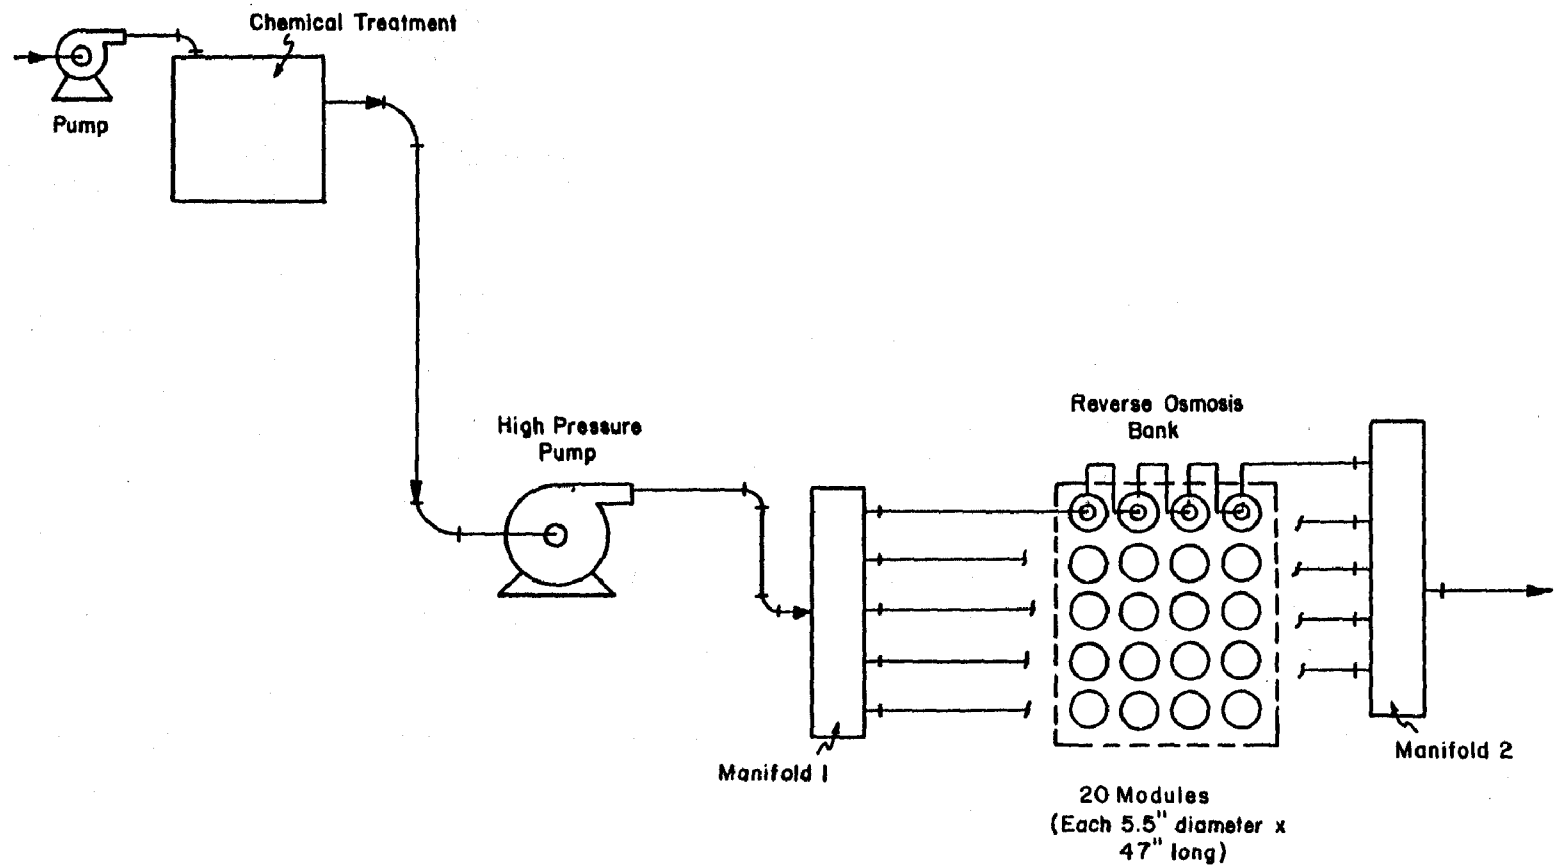 Chemical Treatment
Pump
High Pressure
Pump
Reverse Osmosis
Bank
Manifold 1
Manifold 2
20 Modules
(Each 5.5" diameter x
47" long)